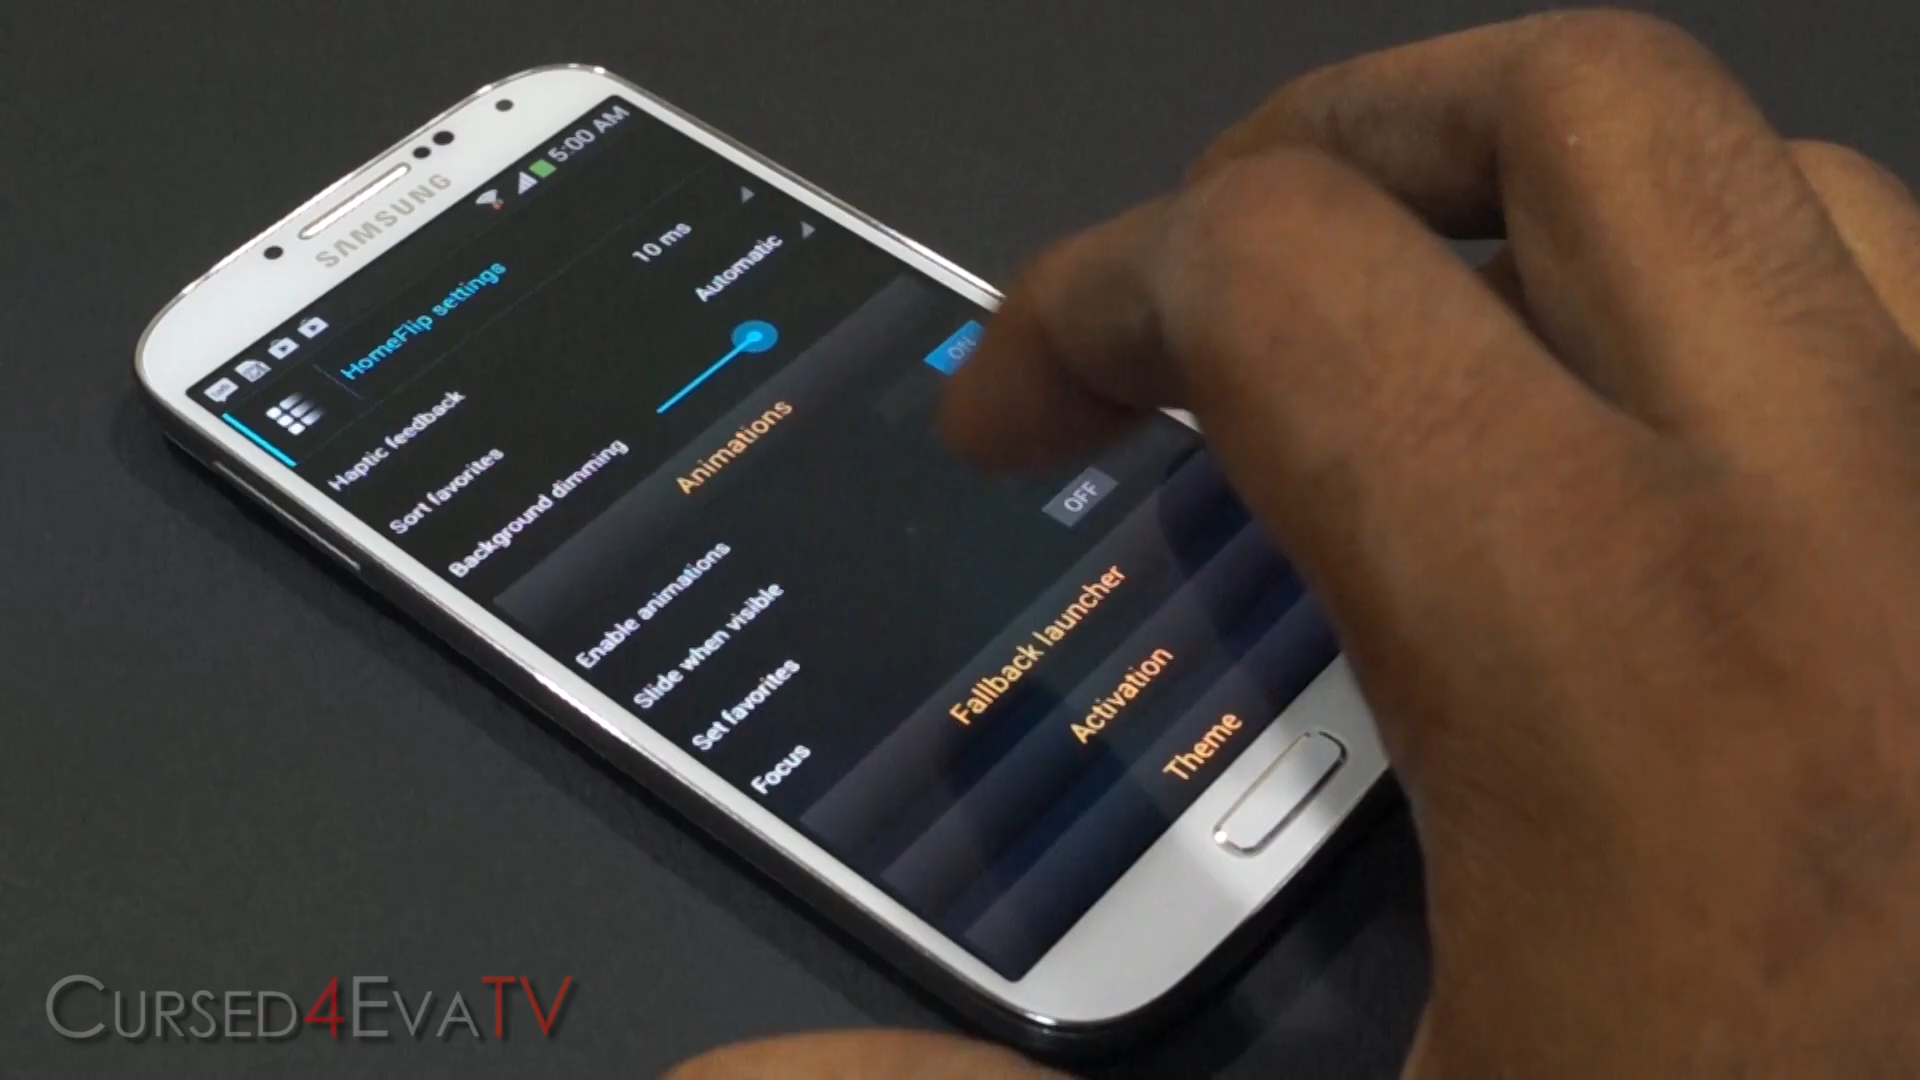 SAMSUNG
5:00 AM
HomeFlip settings
Haptic feedback
10 ms
Sort favorites
Automatic
Background dimming
Animations
Enable animations
ON
Slide when visible
OFF
Set favorites
Focus
Fallback launcher
Activation
Theme
CURSED4EVATV